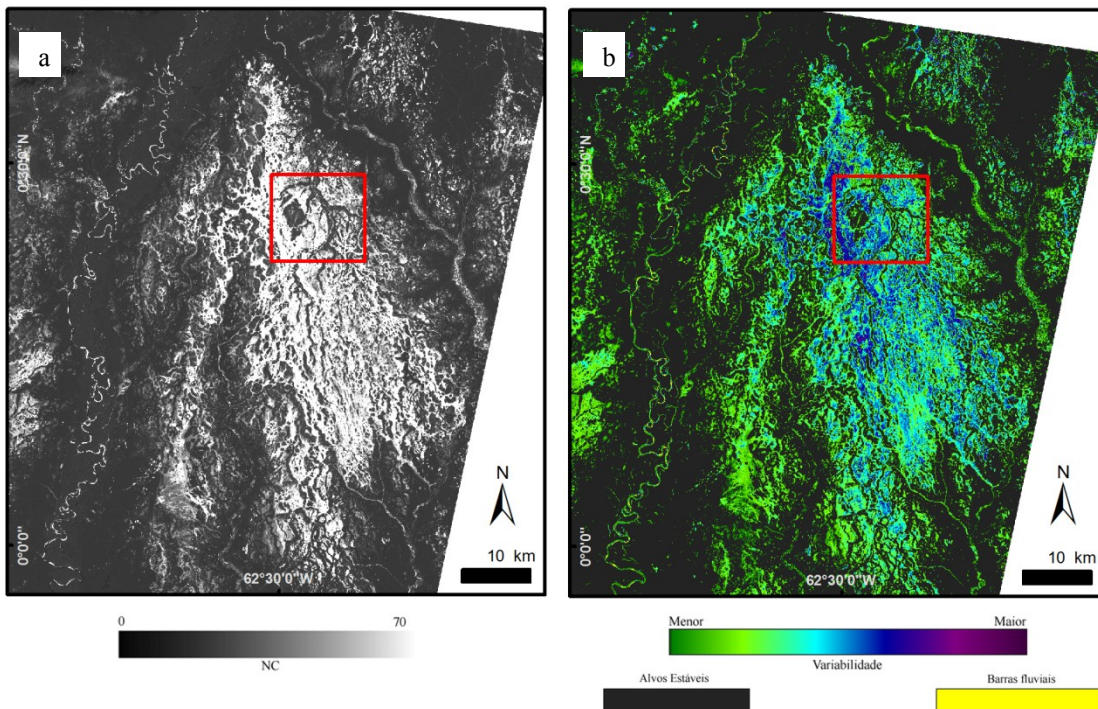 a
0°30'0"N
0°0'0"
62°30'0"W
N
10 km
0 70
NC
b
0°30'0"N
0°0'0"
62°30'0"W
N
10 km
Menor Maior
Variabilidade
Alvos Estáveis Barras fluviais